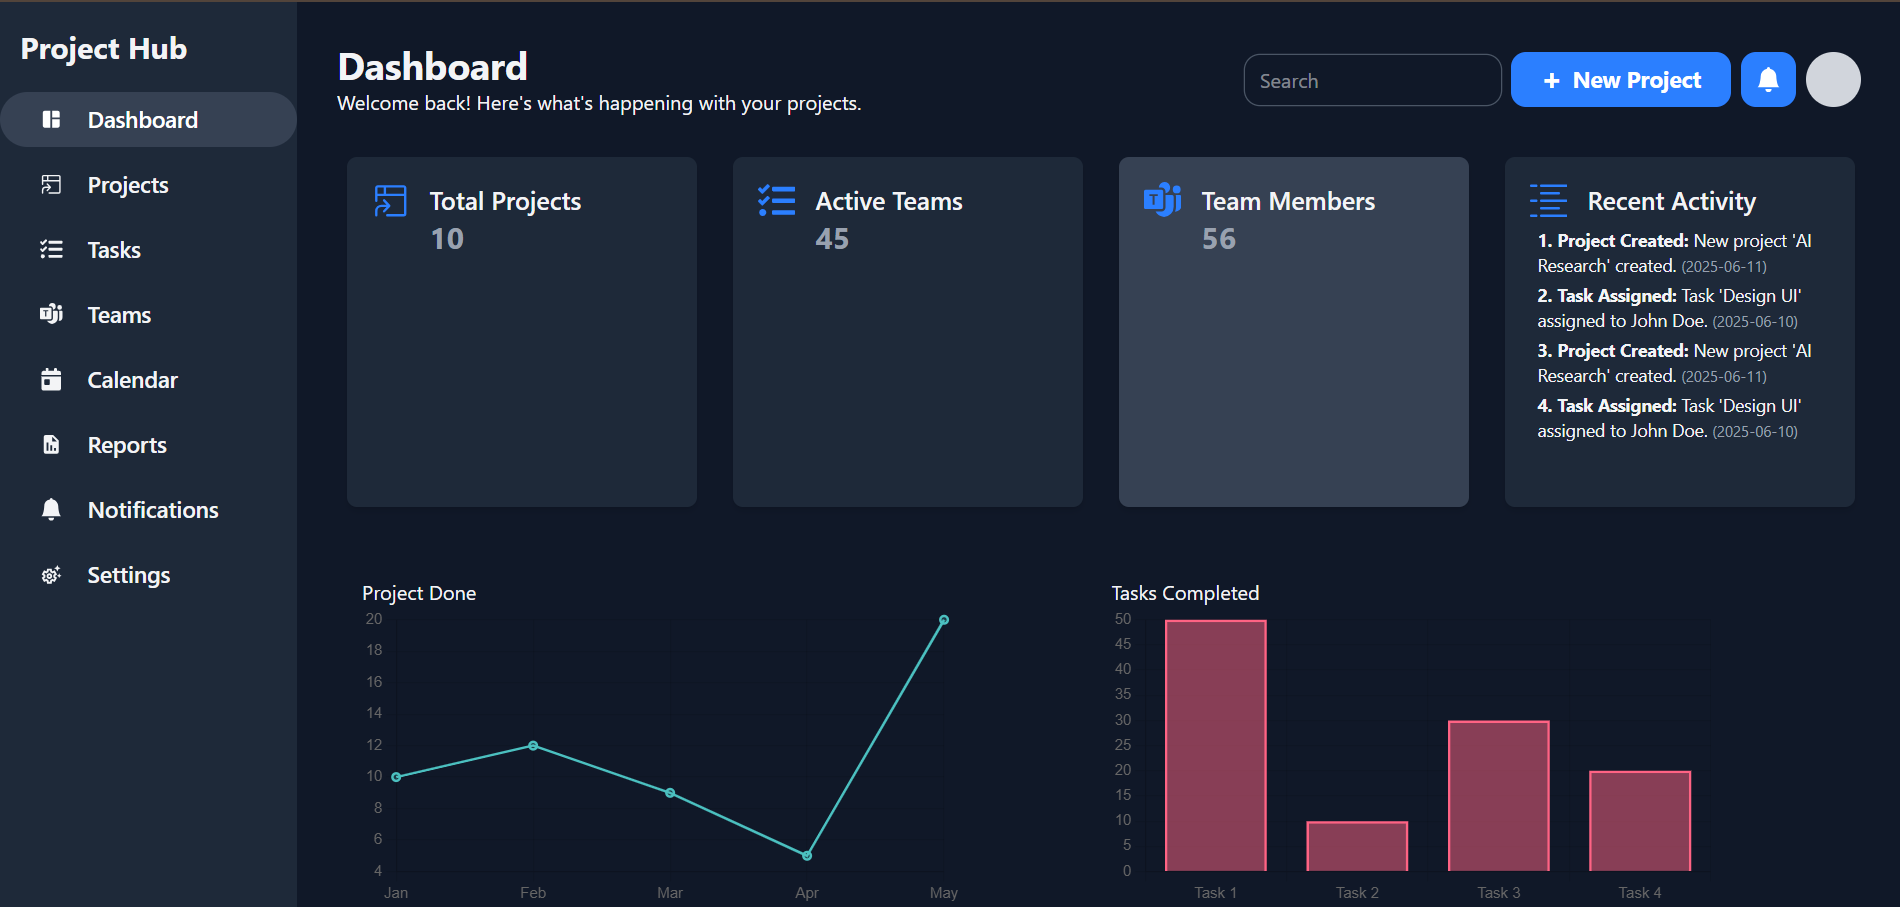 Project Hub
Dashboard
Projects
Tasks
Teams
Calendar
Reports
Notifications
Settings
Dashboard
Welcome back! Here's what's happening with your projects.
Search
+ New Project
Total Projects
10
Active Teams
45
T
Team Members
56
Recent Activity
1. Project Created: New project 'AI
Research' created. (2025-06-11)
2. Task Assigned: Task 'Design UI'
assigned to John Doe. (2025-06-10)
3. Project Created: New project 'AI
Research' created. (2025-06-11)
4. Task Assigned: Task 'Design UI'
assigned to John Doe. (2025-06-10)
Project Done
20
18
16
14
12
10
8
6
4
Jan Feb Mar Apr May
Tasks Completed
50
45
40
35
30
25
20
15
10
5
0
Task 1 Task 2 Task 3 Task 4